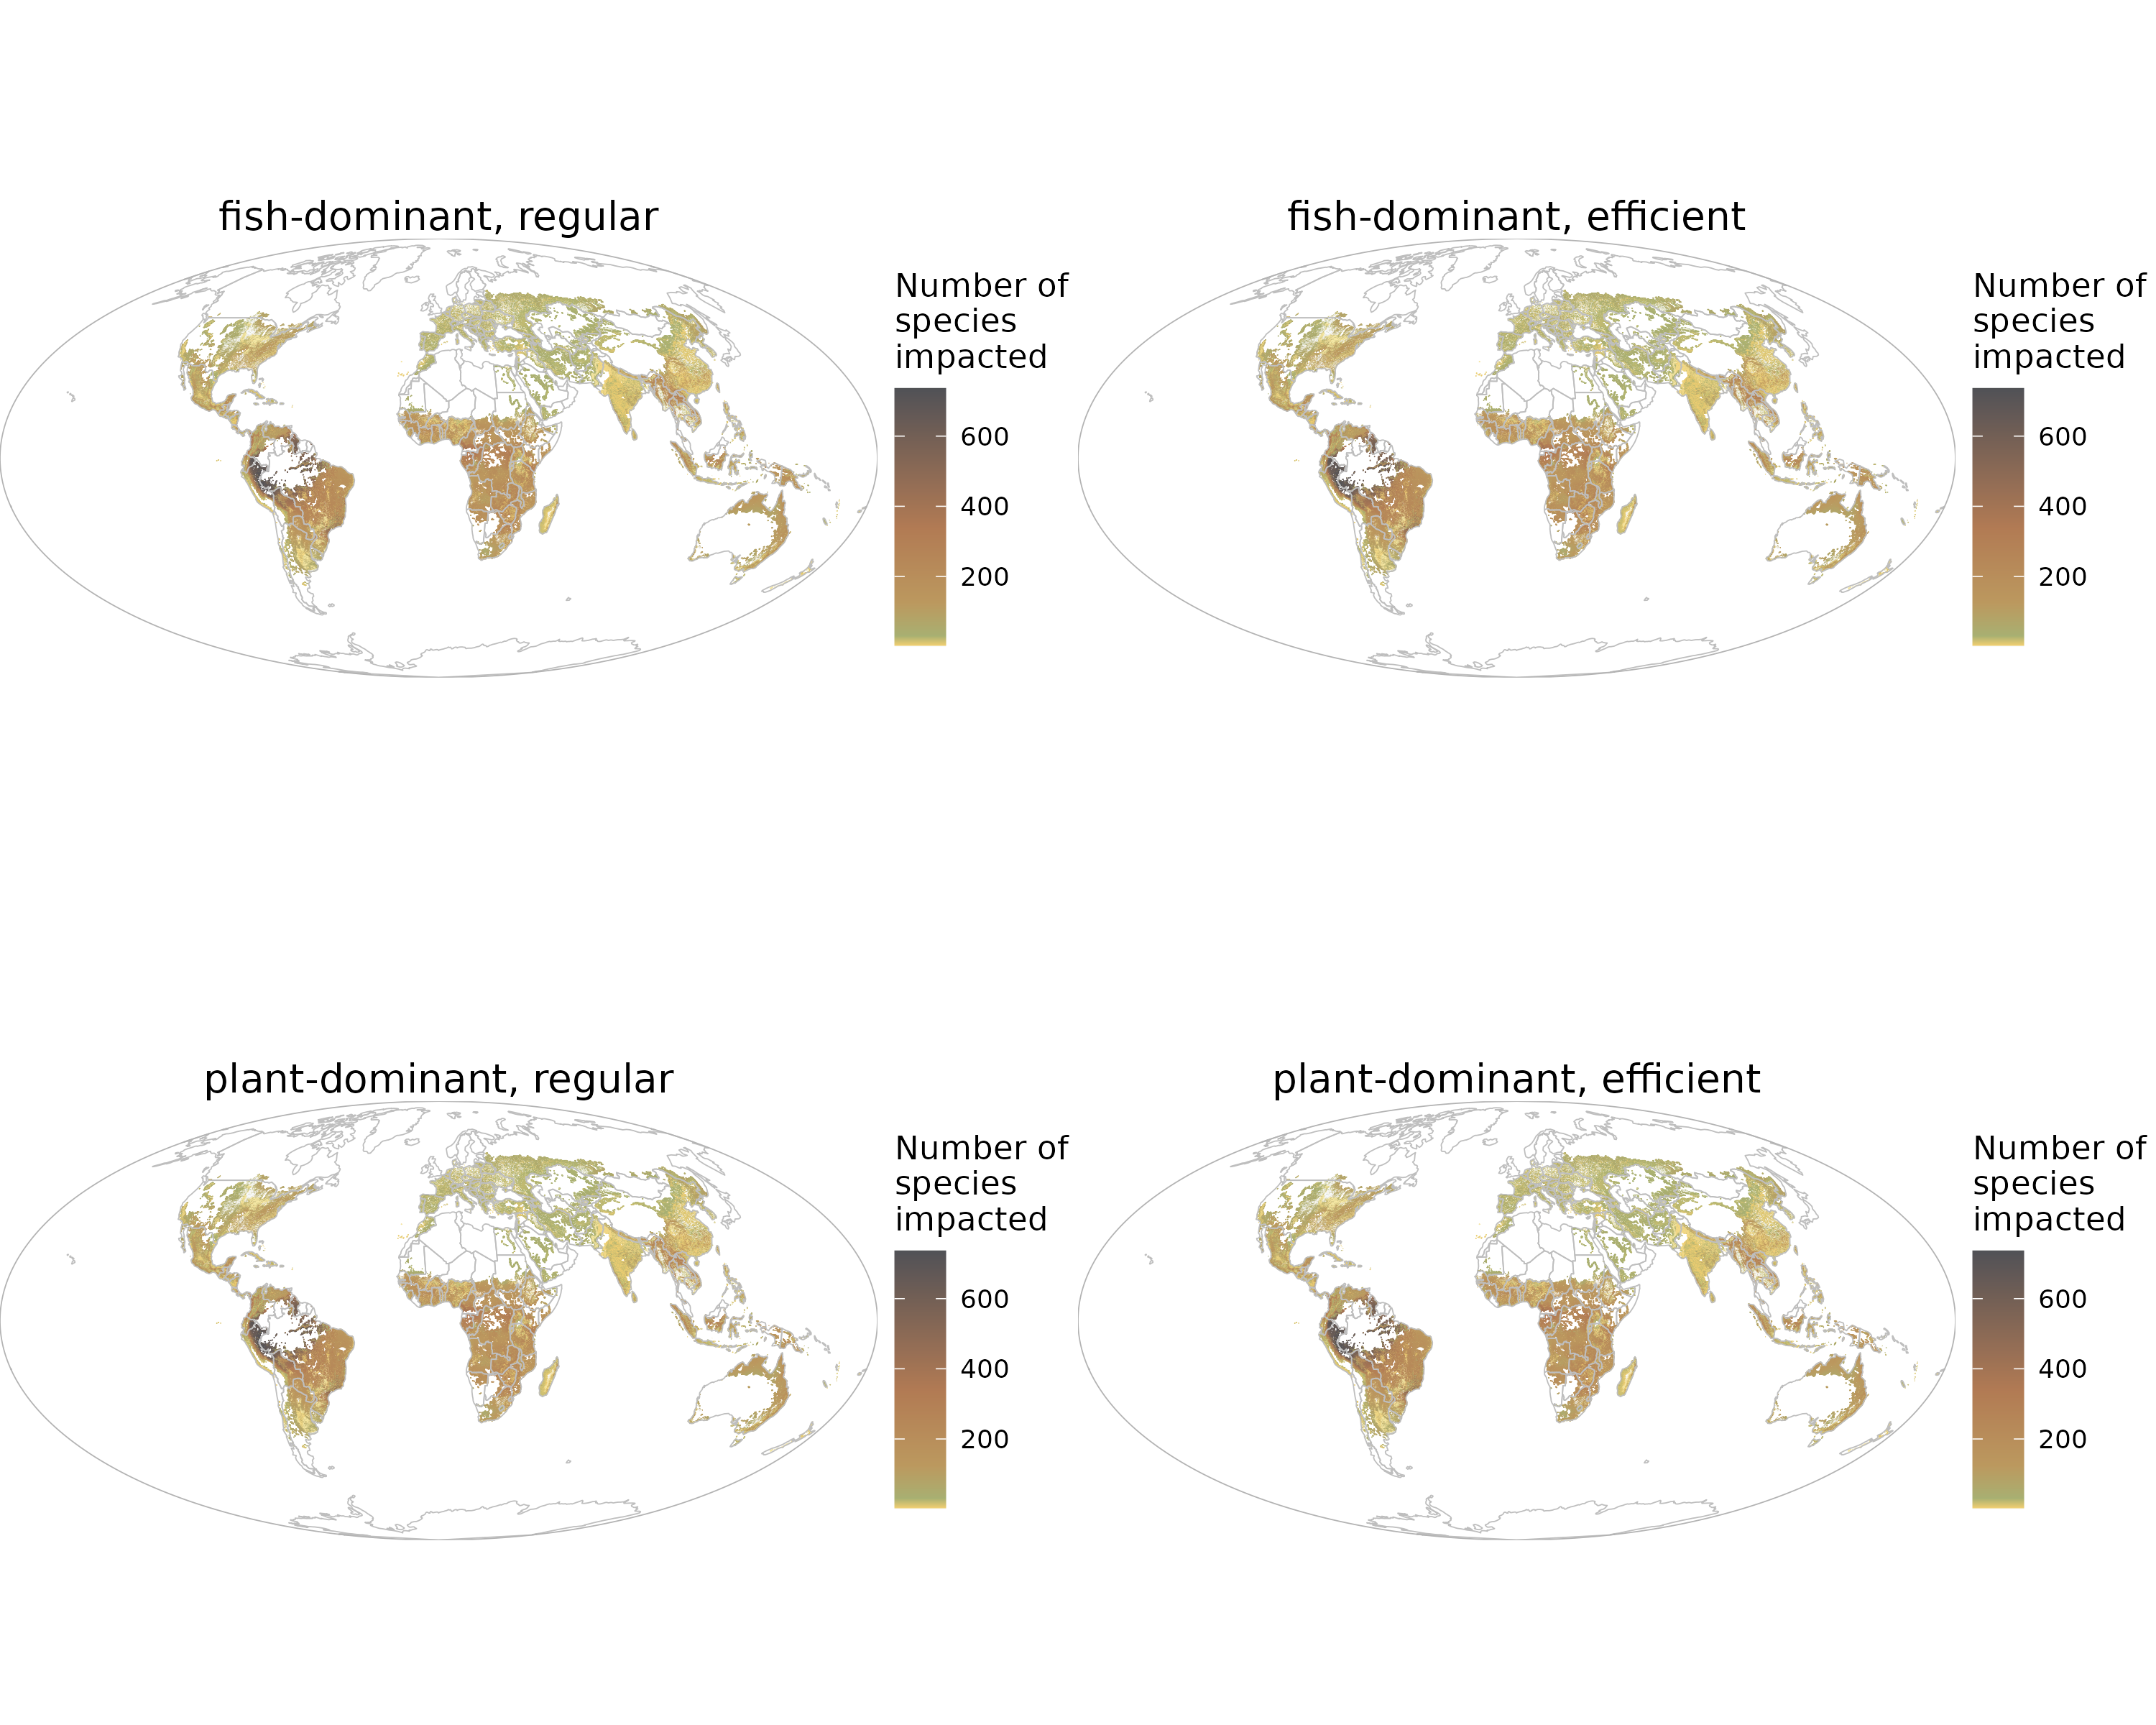 fish-dominant, regular
Number of
species
impacted
600
400
200
fish-dominant, efficient
Number of
species
impacted
600
400
200
plant-dominant, regular
Number of
species
impacted
600
400
200
plant-dominant, efficient
Number of
species
impacted
600
400
200